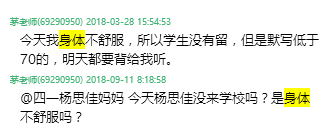 茅老师(69290950) 2018-03-28 15:54:53
今天我身体不舒服，所以学生没有留，但是默写低于
70的，明天都要背给我听。
茅老师(69290950) 2018-09-11 8:18:58
@四一杨思佳妈妈 今天杨思佳没来学校吗？是身体
不舒服吗？